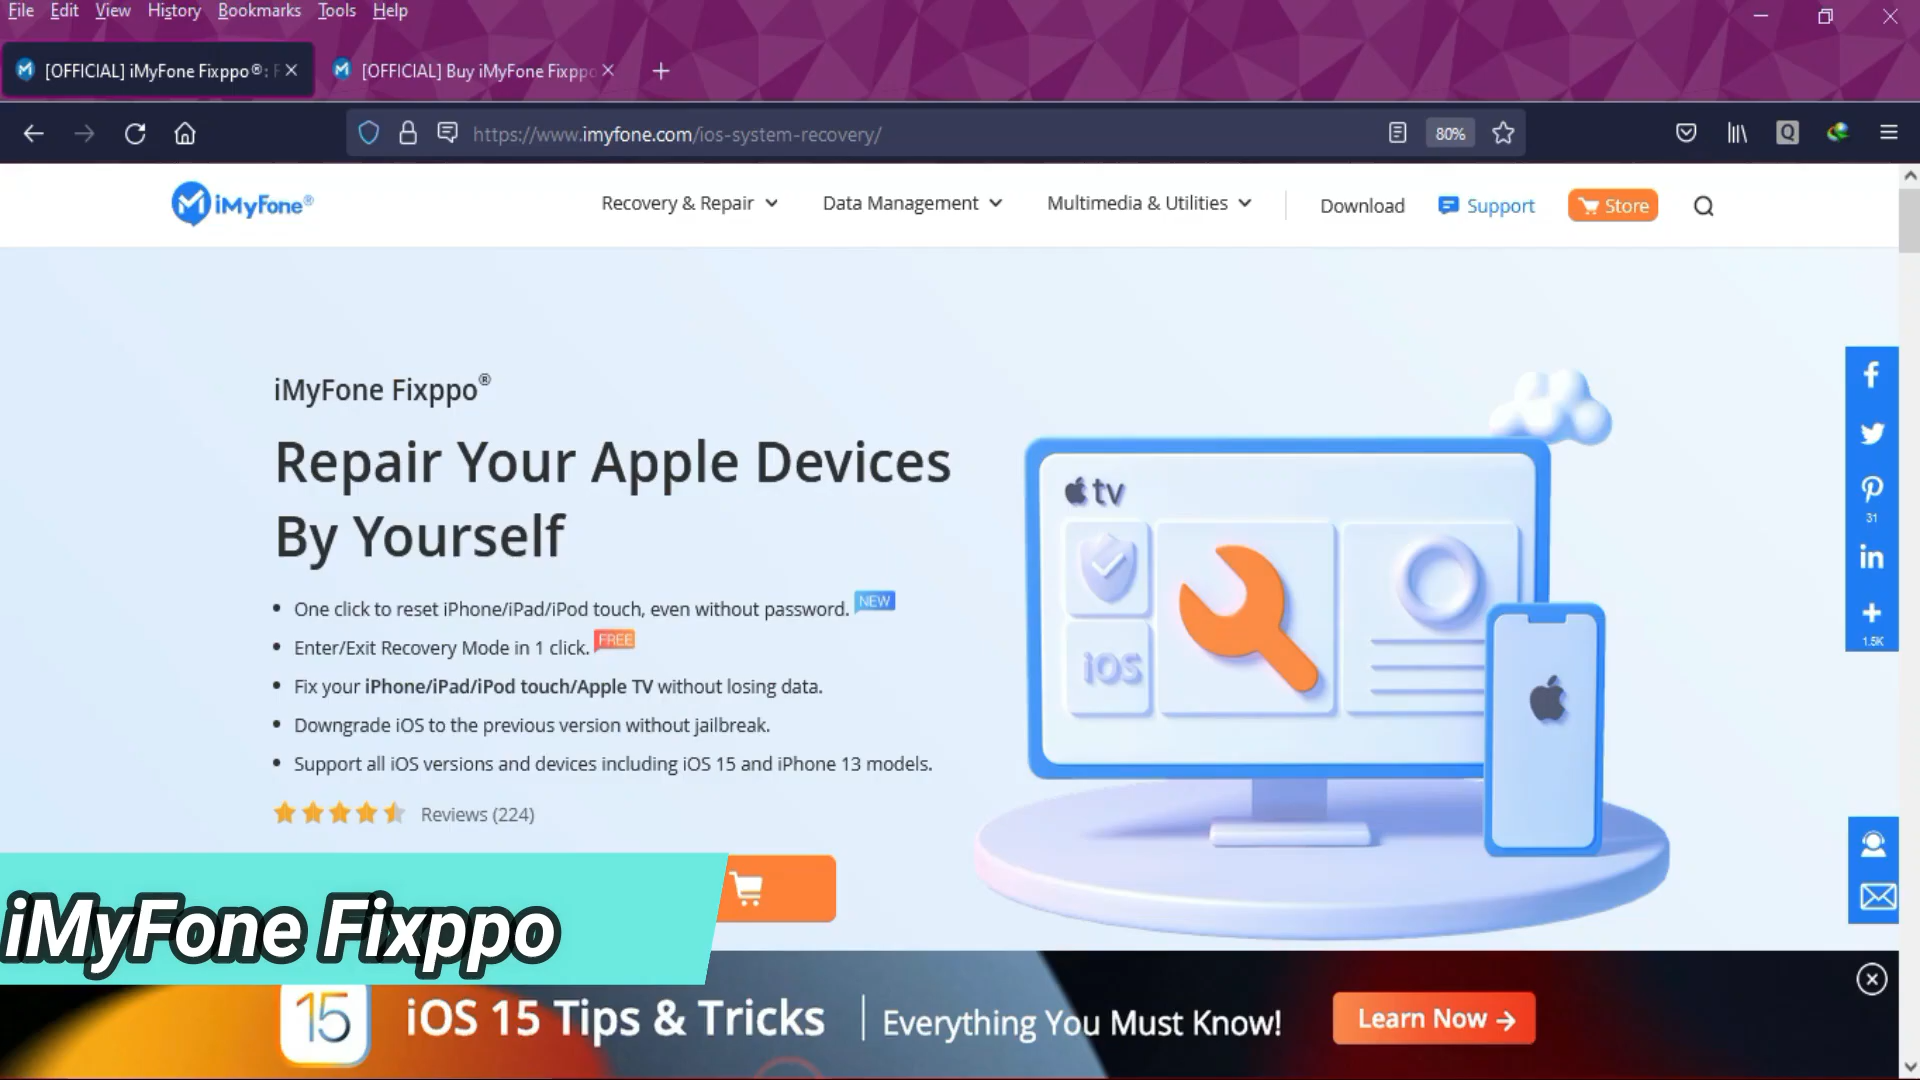 File Edit View History Bookmarks Tools Help
[OFFICIAL] iMyFone Fixppo®: F
[OFFICIAL] Buy iMyFone Fixppo
https://www.imyfone.com/ios-system-recovery/
80%
iMyFone®
Recovery & Repair
Data Management
Multimedia & Utilities
Download
Support
Store
iMyFone Fixppo®
Repair Your Apple Devices
By Yourself
• One click to reset iPhone/iPad/iPod touch, even without password. NEW
• Enter/Exit Recovery Mode in 1 click. FREE
• Fix your iPhone/iPad/iPod touch/Apple TV without losing data.
• Downgrade iOS to the previous version without jailbreak.
• Support all iOS versions and devices including iOS 15 and iPhone 13 models.
Reviews (224)
tv
iOS
31
in
1.5K
iMyFone Fixppo
15
iOS 15 Tips & Tricks
Everything You Must Know!
Learn Now →